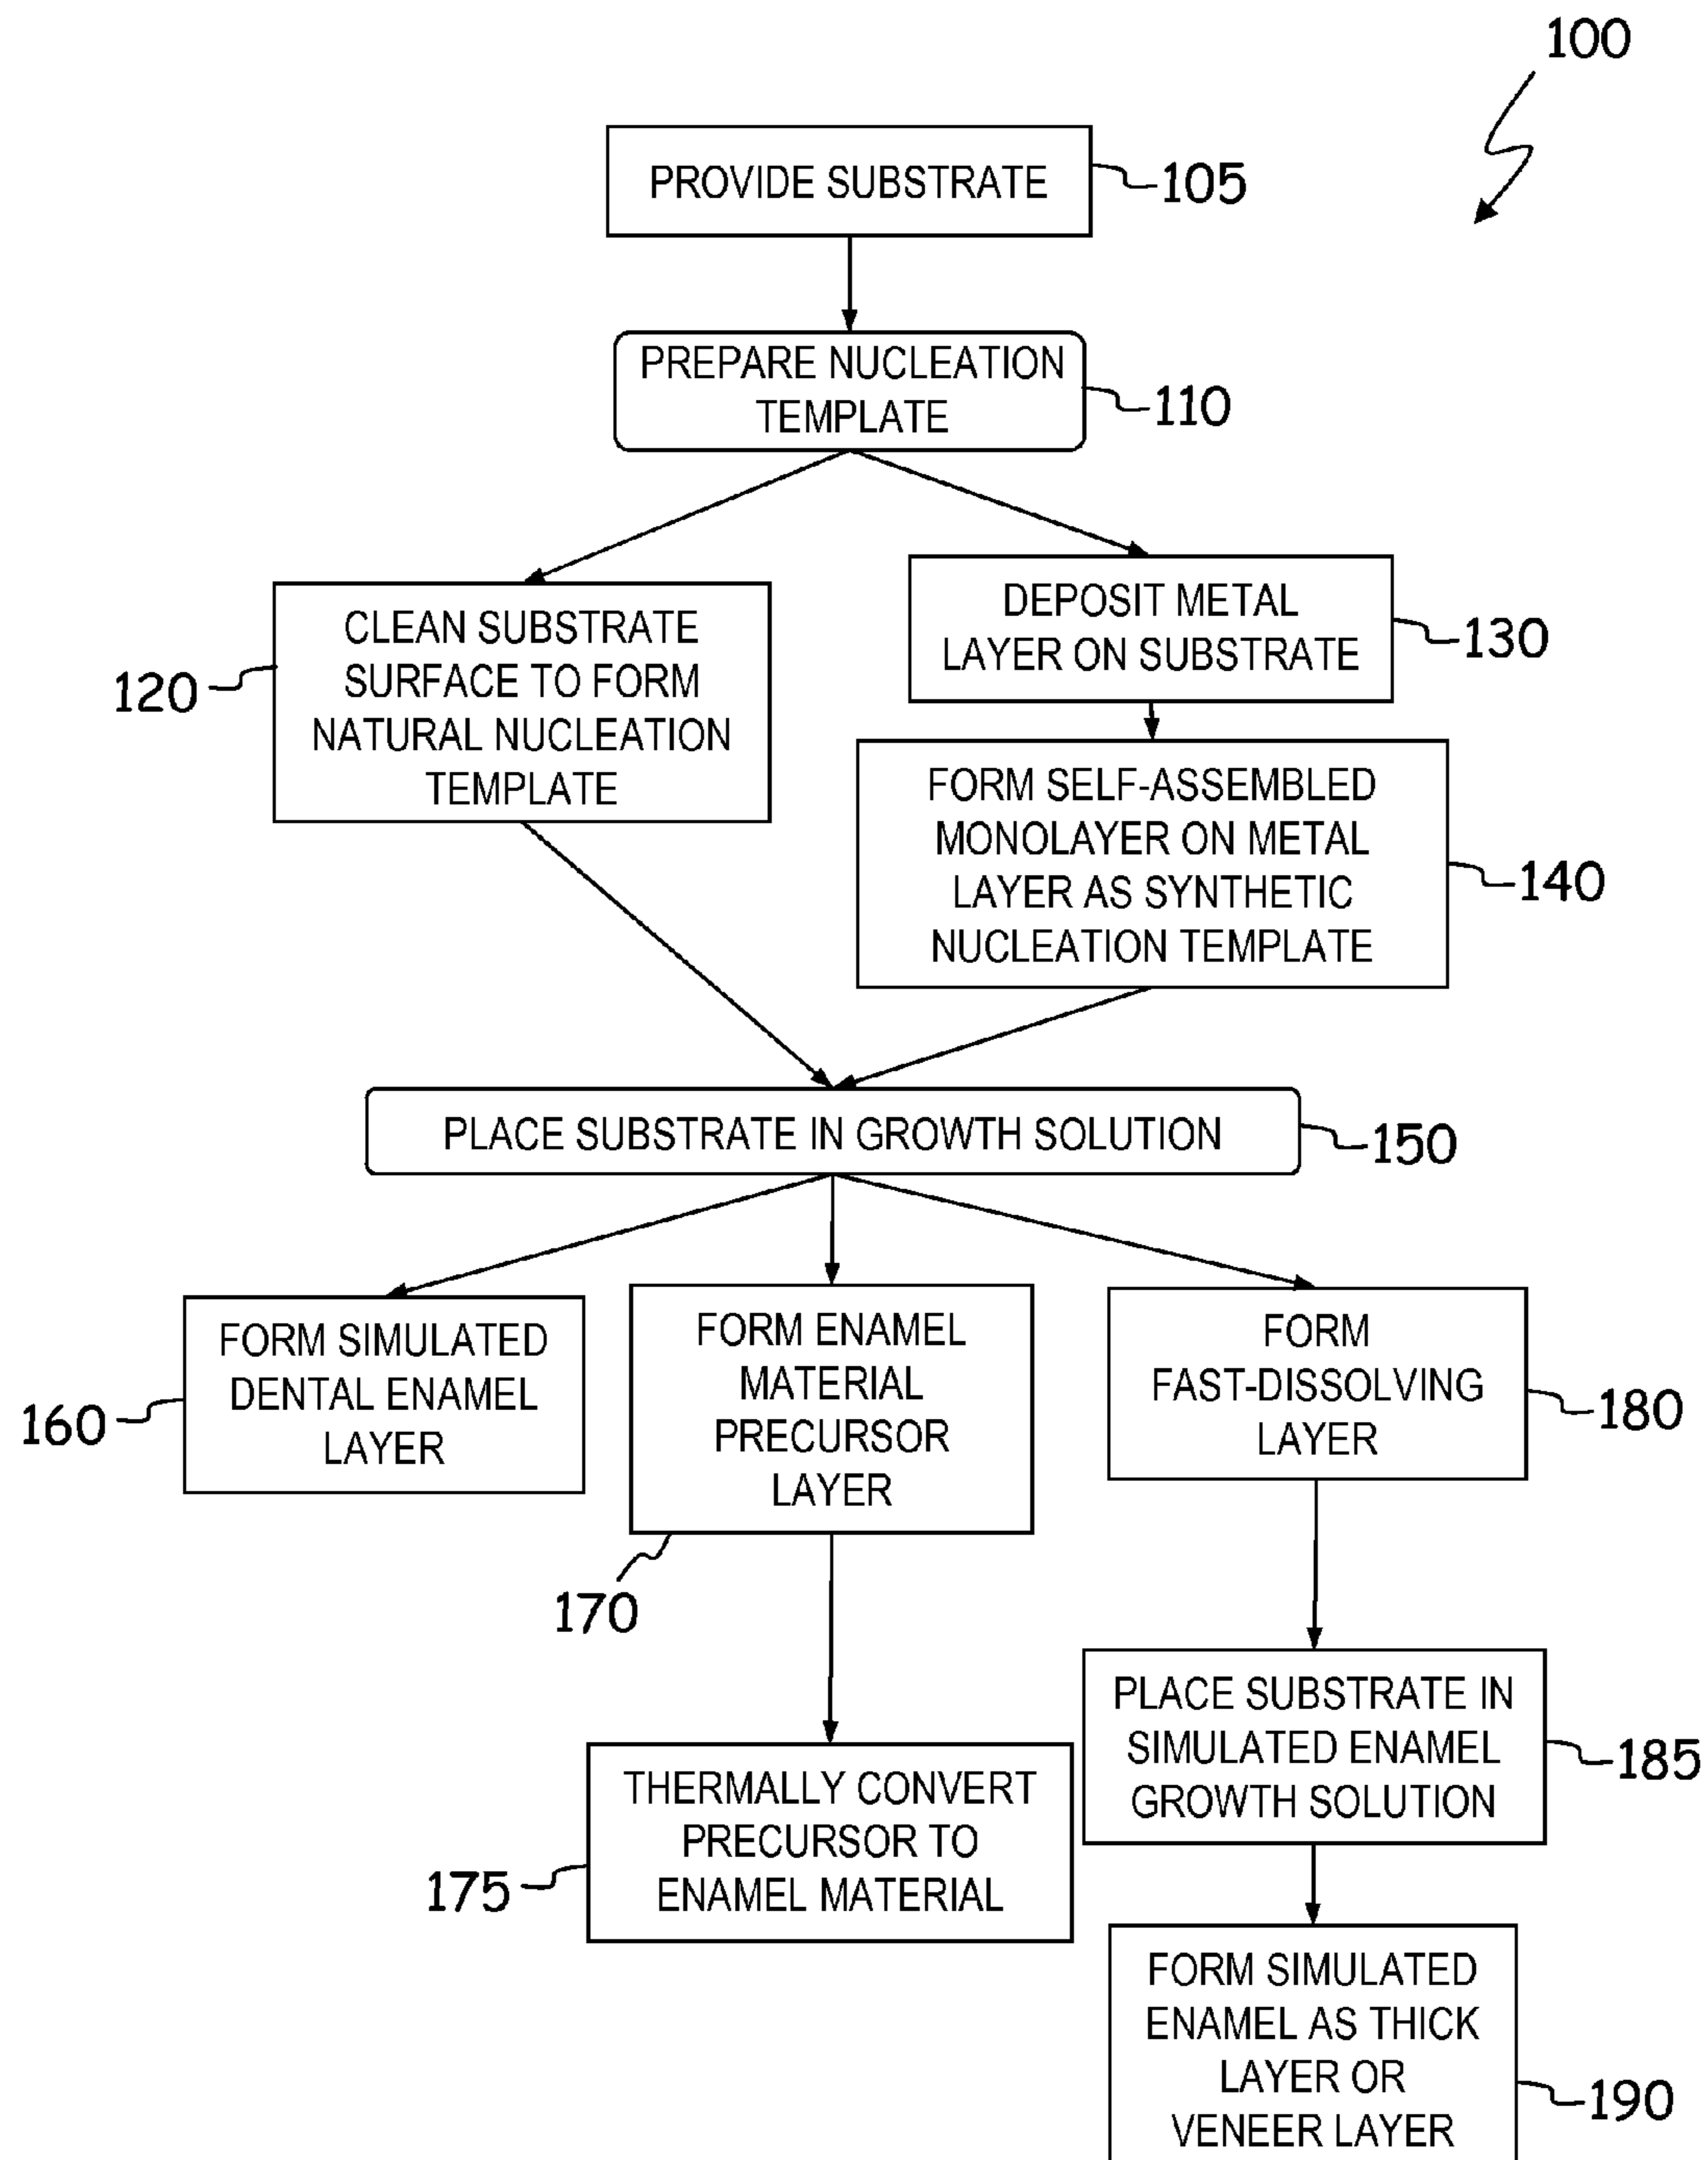 100
PROVIDE SUBSTRATE
105
PREPARE NUCLEATION
TEMPLATE
110
CLEAN SUBSTRATE
SURFACE TO FORM
NATURAL NUCLEATION
TEMPLATE
120
DEPOSIT METAL
LAYER ON SUBSTRATE
130
FORM SELF-ASSEMBLED
MONOLAYER ON METAL
LAYER AS SYNTHETIC
NUCLEATION TEMPLATE
140
PLACE SUBSTRATE IN GROWTH SOLUTION
150
FORM SIMULATED
DENTAL ENAMEL
LAYER
160
FORM ENAMEL
MATERIAL
PRECURSOR
LAYER
170
FORM
FAST-DISSOLVING
LAYER
180
THERMALLY CONVERT
PRECURSOR TO
ENAMEL MATERIAL
175
PLACE SUBSTRATE IN
SIMULATED ENAMEL
GROWTH SOLUTION
185
FORM SIMULATED
ENAMEL AS THICK
LAYER OR
VENEER LAYER
190